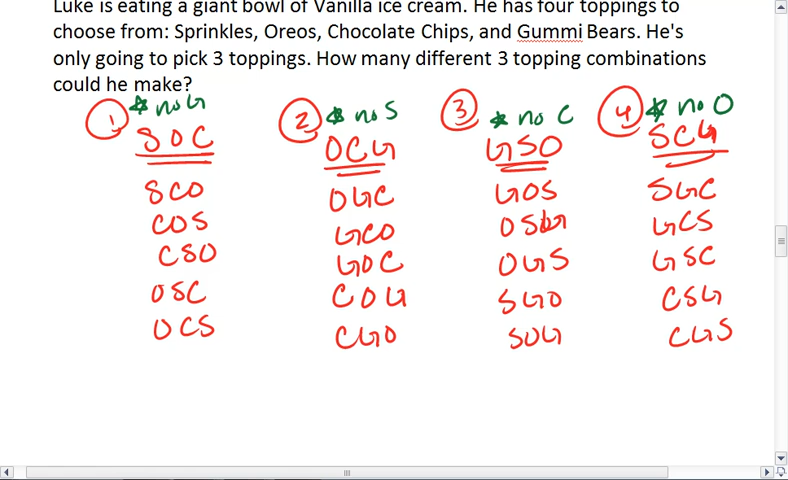 Luke is eating a giant bowl of Vanilla ice cream. He has four toppings to
choose from: Sprinkles, Oreos, Chocolate Chips, and Gummi Bears. He's
only going to pick 3 toppings. How many different 3 topping combinations
could he make?
1 * no G 2 * no S 3 * no C 4 * no O
SOC OCG GSO SCG
SCO OGC GOS SGC
COS GCO OSG GCS
CSO GOC OGS GSC
OSC COG SGO CSG
OCS CGO SOG CGS